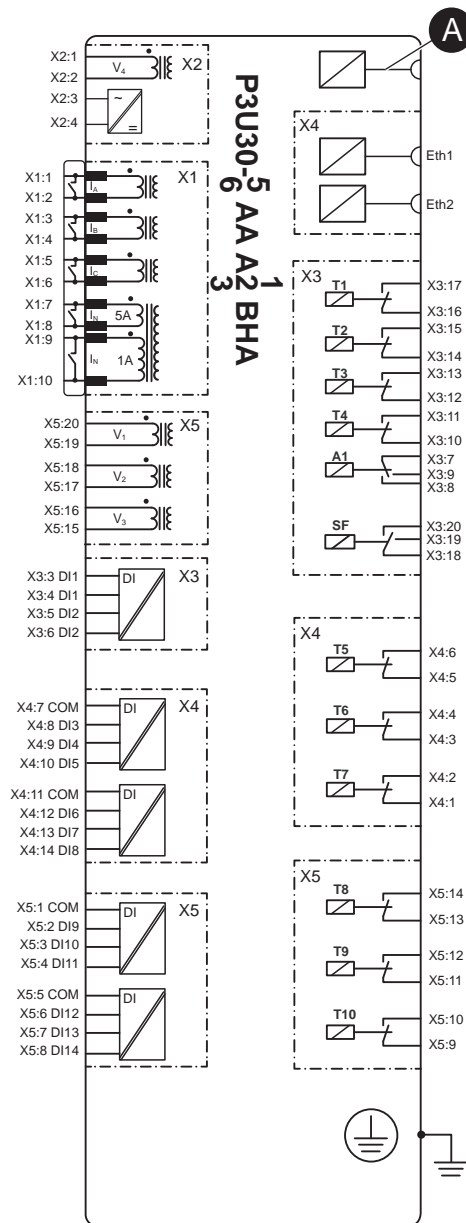 A
X2:1
X2:2
X2:3
X2:4
V4
X2
~
=
X1:1
X1:2
X1:3
X1:4
X1:5
X1:6
X1:7
X1:8
X1:9
X1:10
IA
IB
IC
IN
5A
IN
1A
X1
X5:20
X5:19
X5:18
X5:17
X5:16
X5:15
V1
V2
V3
X5
X3:3 DI1
X3:4 DI1
X3:5 DI2
X3:6 DI2
DI
X3
X4:7 COM
X4:8 DI3
X4:9 DI4
X4:10 DI5
DI
X4
X4:11 COM
X4:12 DI6
X4:13 DI7
X4:14 DI8
DI
X5:1 COM
X5:2 DI9
X5:3 DI10
X5:4 DI11
DI
X5
X5:5 COM
X5:6 DI12
X5:7 DI13
X5:8 DI14
DI
P3U30-5 AA A1 BHA
6 2
3
X4
Eth1
Eth2
X3
T1
X3:17
X3:16
T2
X3:15
X3:14
T3
X3:13
X3:12
T4
X3:11
X3:10
A1
X3:7
X3:9
X3:8
SF
X3:20
X3:19
X3:18
X4
T5
X4:6
X4:5
T6
X4:4
X4:3
T7
X4:2
X4:1
X5
T8
X5:14
X5:13
T9
X5:12
X5:11
T10
X5:10
X5:9